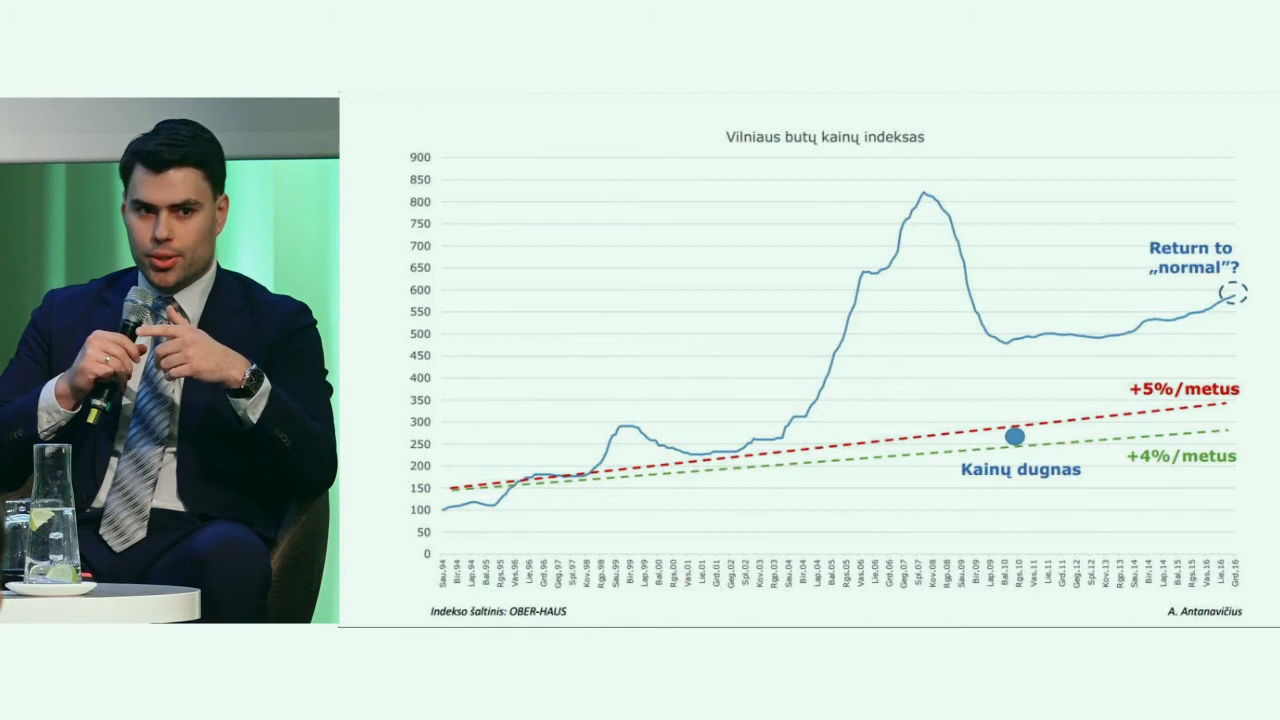 Vilniaus butų kainų indeksas
900
850
800
750
700
650
600
550
500
450
400
350
300
250
200
150
100
50
0
Return to
„normal”?
+5%/metus
+4%/metus
Kainų dugnas
Sau.94
Bir.94
Lap.94
Bal.95
Rgs.95
Vas.96
Lie.96
Grd.96
Geg.97
Spl.97
Kov.98
Rgp.98
Sau.99
Bir.99
Lap.99
Bal.00
Rgs.00
Vas.01
Lie.01
Grd.01
Geg.02
Spl.02
Kov.03
Rgp.03
Sau.04
Bir.04
Lap.04
Bal.05
Rgs.05
Vas.06
Lie.06
Grd.06
Geg.07
Spl.07
Kov.08
Rgp.08
Sau.09
Bir.09
Lap.09
Bal.10
Rgs.10
Vas.11
Lie.11
Grd.11
Geg.12
Spl.12
Kov.13
Rgp.13
Sau.14
Bir.14
Lap.14
Bal.15
Rgs.15
Vas.16
Lie.16
Grd.16
Indekso šaltinis: OBER-HAUS
A. Antanavičius